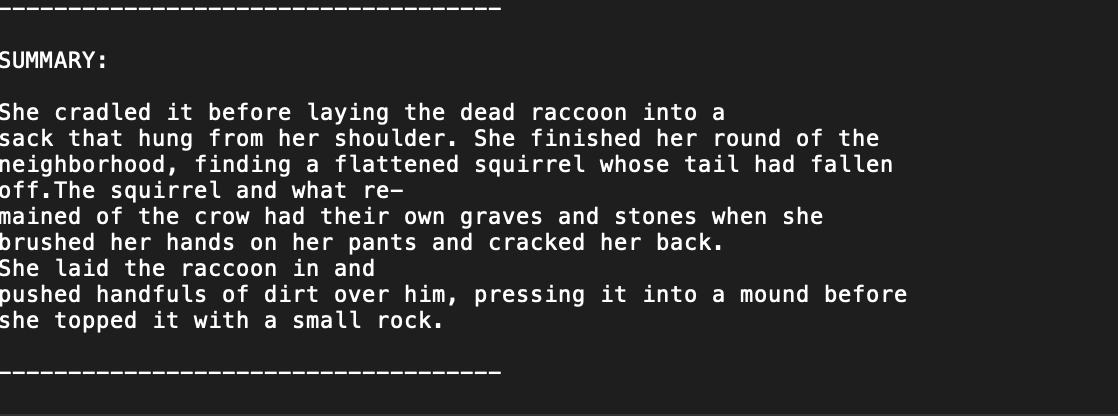 SUMMARY:
She cradled it before laying the dead raccoon into a
sack that hung from her shoulder. She finished her round of the
neighborhood, finding a flattened squirrel whose tail had fallen
off.The squirrel and what re-
mained of the crow had their own graves and stones when she
brushed her hands on her pants and cracked her back.
She laid the raccoon in and
pushed handfuls of dirt over him, pressing it into a mound before
she topped it with a small rock.